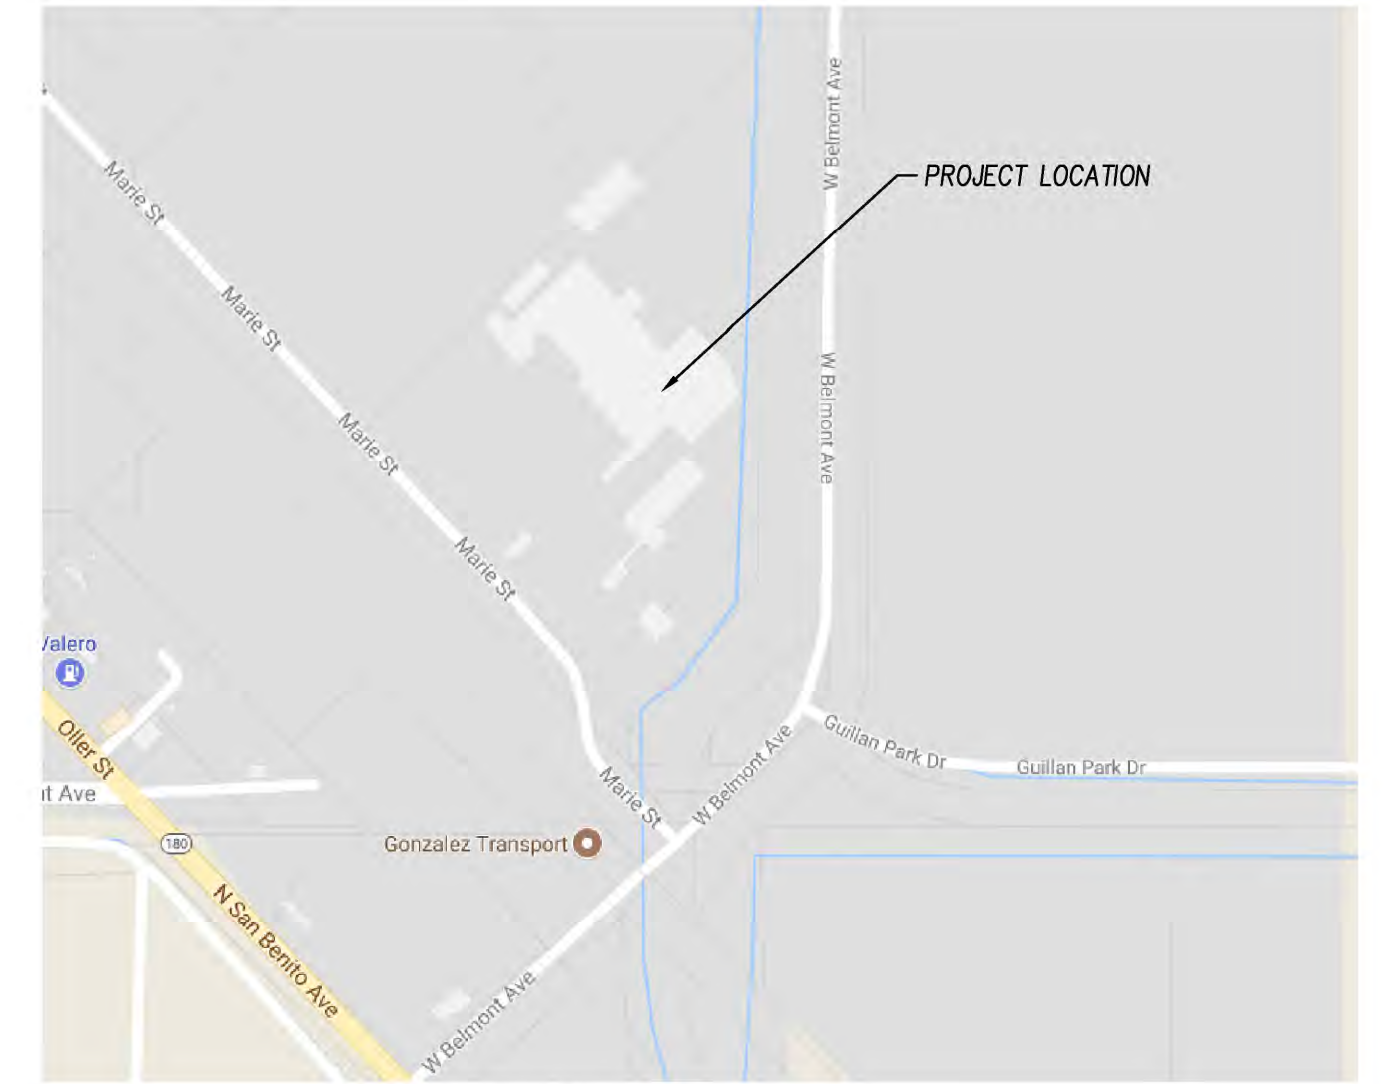 W Belmont Ave
PROJECT LOCATION
Marie St
Marie St
W Belmont Ave
Marie St
Marie St
Valero
Oller St
Guillan Park Dr
Guillan Park Dr
W Belmont Ave
Marie St
nt Ave
180
Gonzalez Transport
N San Benito Ave
W Belmont Ave